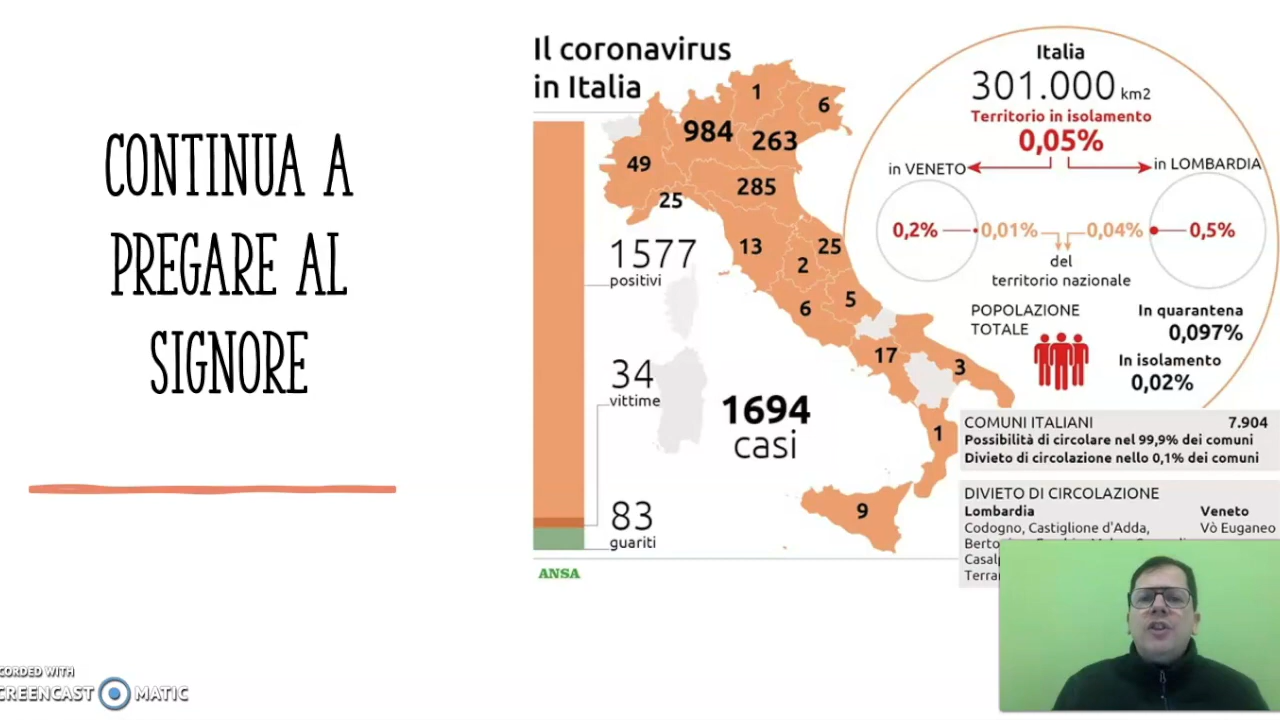 CONTINUA A
PREGARE AL
SIGNORE
Il coronavirus
in Italia
1
6
984
263
49
285
25
13
25
2
6
5
17
3
1
9
1577
positivi
34
vittime
83
guariti
1694
casi
ANSA
Italia
301.000 km2
Territorio in isolamento
0,05%
in VENETO
in LOMBARDIA
0,2%
0,01%
0,04%
0,5%
del
territorio nazionale
POPOLAZIONE
TOTALE
In quarantena
0,097%
In isolamento
0,02%
COMUNI ITALIANI 7.904
Possibilità di circolare nel 99,9% dei comuni
Divieto di circolazione nello 0,1% dei comuni
DIVIETO DI CIRCOLAZIONE
Lombardia Veneto
Codogno, Castiglione d'Adda, Vò Euganeo
CORDED WITH
CREENCAST MATIC